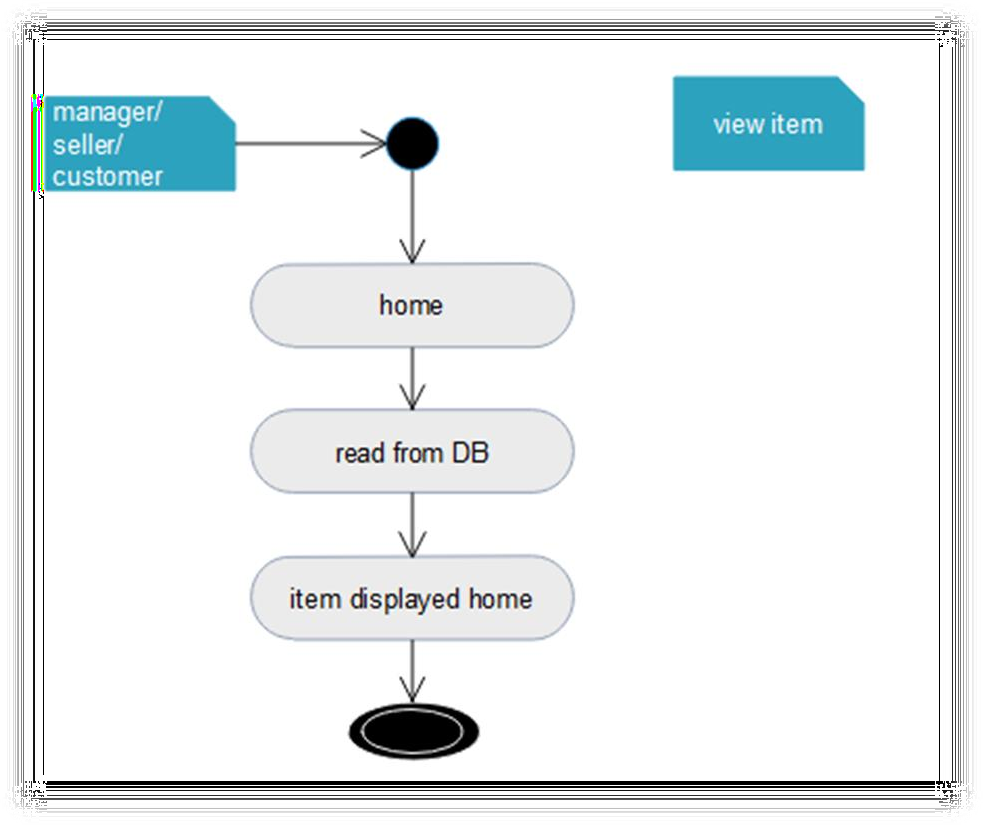 manager/
seller/
customer
view item
home
read from DB
item displayed home